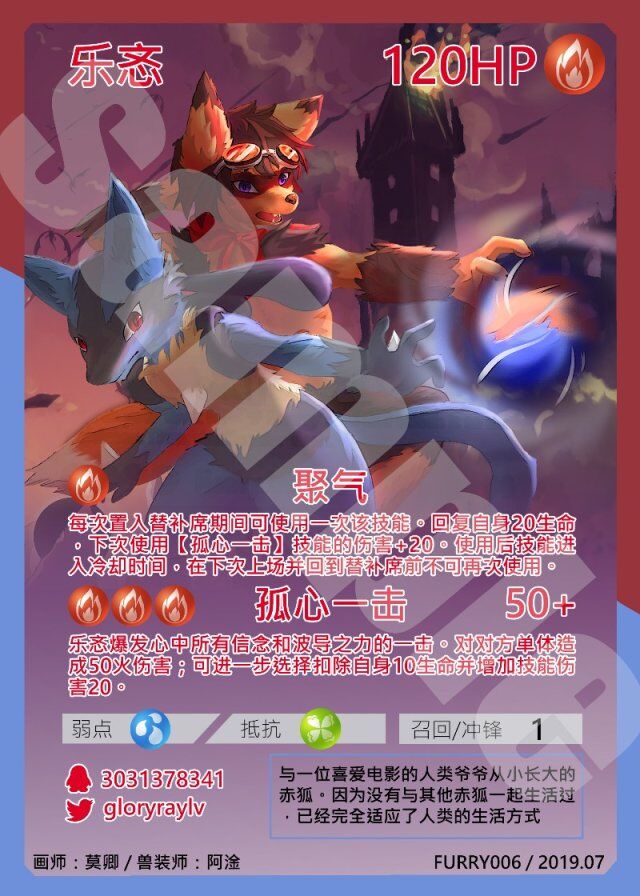 乐忞
120HP
Sample
聚气
每次置入替补席期间可使用一次该技能。回复自身20生命
，下次使用【孤心一击】技能的伤害+20。使用后技能进
入冷却时间，在下次上场并回到替补席前不可再次使用。
孤心一击 50+
乐忞爆发心中所有信念和波导之力的一击。对对方单体造
成50火伤害；可进一步选择扣除自身10生命并增加技能伤
害20。
弱点 抵抗 召回/冲锋 1
3031378341
gloryraylv
与一位喜爱电影的人类爷爷从小长大的
赤狐。因为没有与其他赤狐一起生活过
，已经完全适应了人类的生活方式
画师：莫卿 / 兽装师：阿淦
FURRY006 / 2019.07